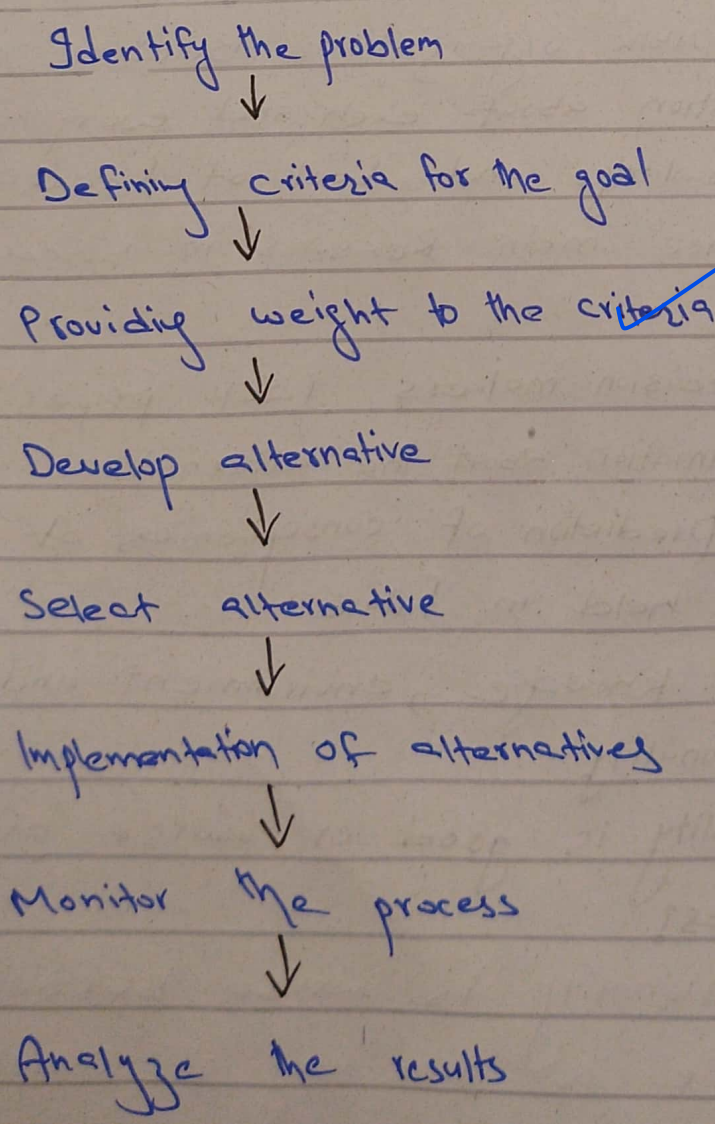 Identify the problem
Defining criteria for the goal
Providig weight to the criteria
Develop alternative
Select alternative
Implementation of alternatives
Monitor the process
Analyze the results